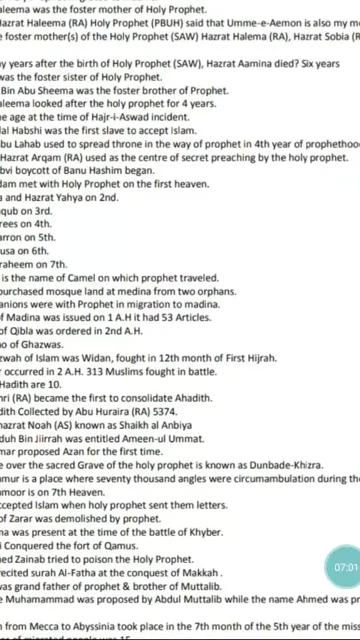 aleema was the foster mother of Holy Prophet.
Hazrat Haleema (RA) Holy Prophet (PBUH) said that Umme-e-Aemon is also my m
e foster mother(s) of the Holy Prophet (SAW) Hazrat Halema (RA), Hazrat Sobia (R
ny years after the birth of Holy Prophet (SAW), Hazrat Aamina died? Six years
was the foster sister of Holy Prophet.
Bin Abu Sheema was the foster brother of Prophet.
aleema looked after the holy prophet for 4 years.
he age at the time of Hajr-i-Aswad incident.
lal Habshi was the first slave to accept Islam.
bu Lahab used to spread throne in the way of prophet in 4th year of prophethoo
Hazrat Arqam (RA) used as the centre of secret preaching by the holy prophet.
abvi boycott of Banu Hashim began.
dam met with Holy Prophet on the first heaven.
a and Hazrat Yahya on 2nd.
aqub on 3rd.
rees on 4th.
arron on 5th.
usa on 6th.
raheem on 7th.
is the name of Camel on which prophet traveled.
purchased mosque land at medina from two orphans.
anions were with Prophet in migration to madina.
of Madina was issued on 1 A.H it had 53 Articles.
of Qibla was ordered in 2nd A.H.
no of Ghazwas.
zwah of Islam was Widan, fought in 12th month of First Hijrah.
r occurred in 2 A.H. 313 Muslims fought in battle.
Hadith are 10.
hri (RA) became the first to consolidate Ahadith.
dith Collected by Abu Huraira (RA) 5374.
hazrat Noah (AS) known as Shaikh al Anbiya
duh Bin Jiirrah was entitled Ameen-ul Ummat.
mar proposed Azan for the first time.
e over the sacred Grave of the holy prophet is known as Dunbade-Khizra.
mur is a place where seventy thousand angels were circumambulation during the
amoor is on 7th Heaven.
ccepted Islam when holy prophet sent them letters.
of Zarar was demolished by prophet.
ma was present at the time of the battle of Khyber.
i Conquered the fort of Qamus.
ned Zainab tried to poison the Holy Prophet.
recited surah Al-Fatha at the conquest of Makkah .
was grand father of prophet & brother of Muttalib.
e Muhamammad was proposed by Abdul Muttalib while the name Ahmed was pr
n from Mecca to Abyssinia took place in the 7th month of the 5th year of the miss
07:01